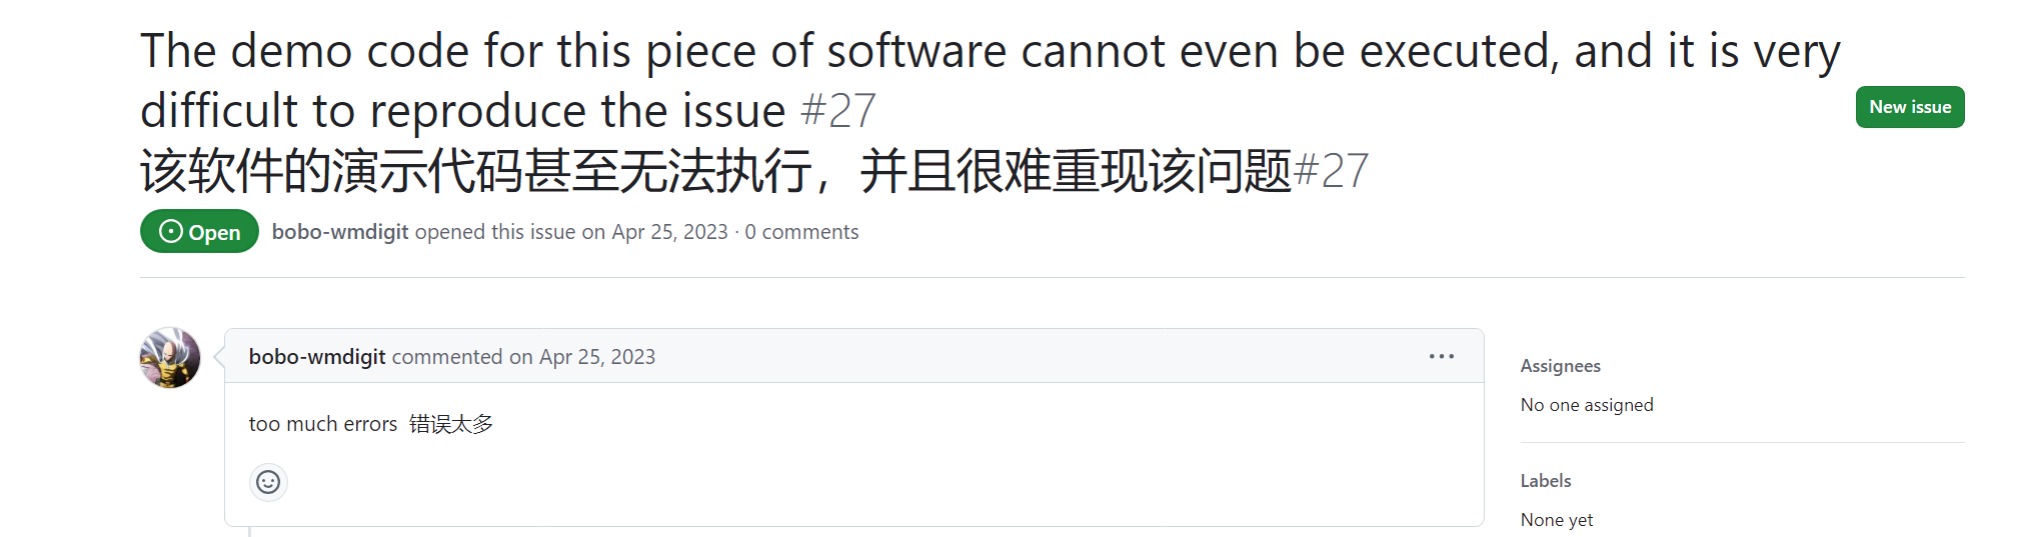 The demo code for this piece of software cannot even be executed, and it is very
difficult to reproduce the issue #27
New issue
该软件的演示代码甚至无法执行，并且很难重现该问题#27
Open bobo-wmdigit opened this issue on Apr 25, 2023 · 0 comments
bobo-wmdigit commented on Apr 25, 2023
too much errors 错误太多
Assignees
No one assigned
Labels
None yet